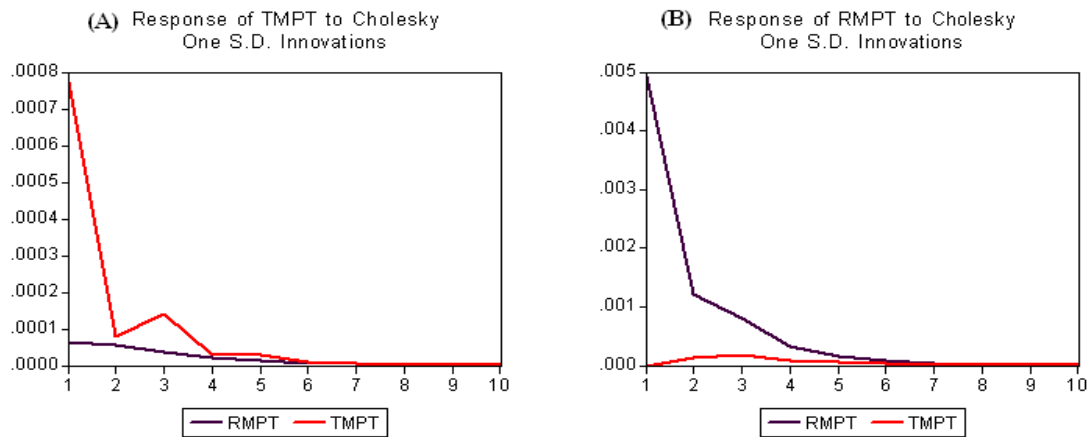 (A) Response of TMPT to Cholesky
One S.D. Innovations
.0008
.0007
.0006
.0005
.0004
.0003
.0002
.0001
.0000
1 2 3 4 5 6 7 8 9 10
RMPT TMPT
(B) Response of RMPT to Cholesky
One S.D. Innovations
.005
.004
.003
.002
.001
.000
1 2 3 4 5 6 7 8 9 10
RMPT TMPT